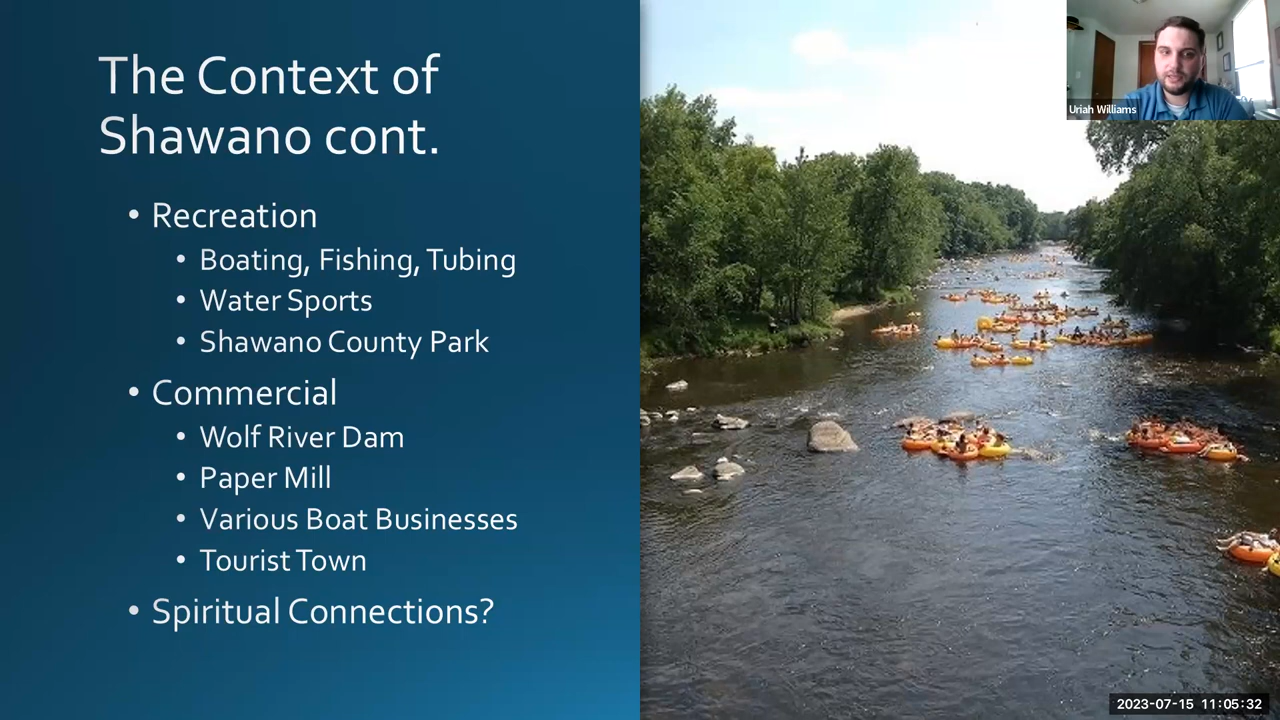 The Context of
Shawano cont.
• Recreation
• Boating, Fishing, Tubing
• Water Sports
• Shawano County Park
• Commercial
• Wolf River Dam
• Paper Mill
• Various Boat Businesses
• Tourist Town
• Spiritual Connections?
Uriah Williams
2023-07-15 11:05:32